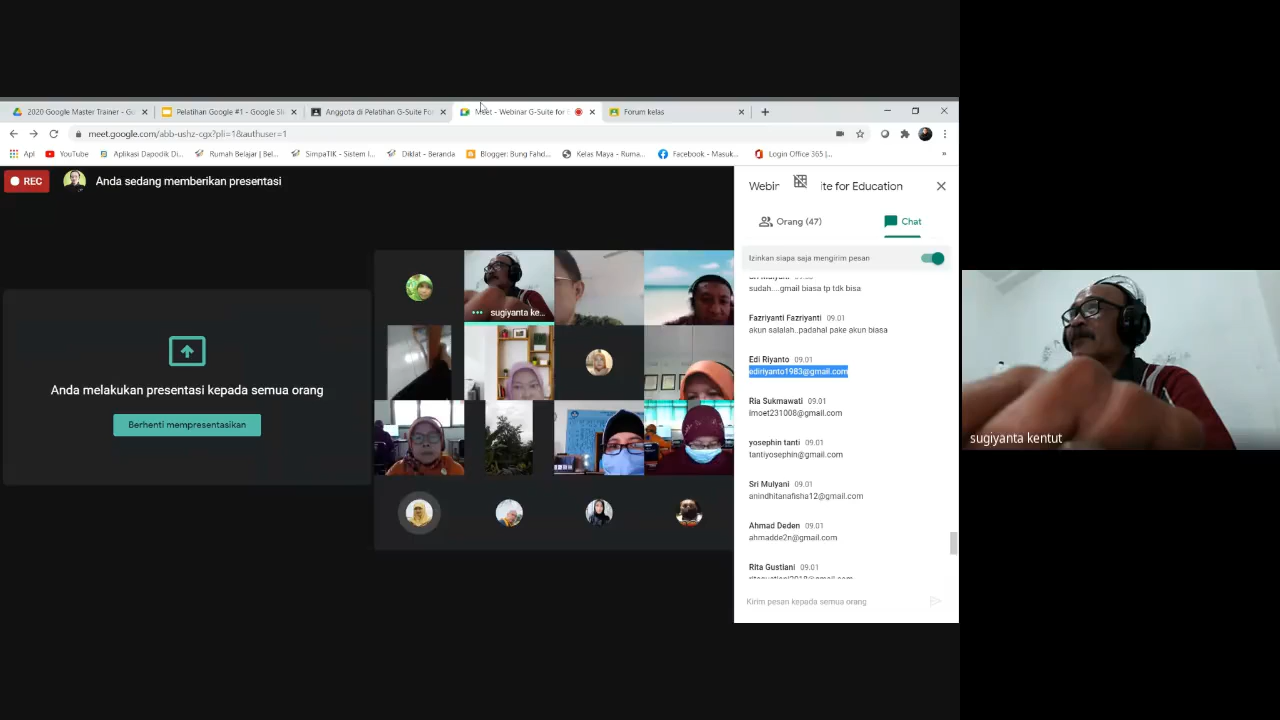 2020 Google Master Trainer - Go
Pelatihan Google #1 - Google Sli
Anggota di Pelatihan G-Suite For
Meet - Webinar G-Suite for E
Forum kelas
meet.google.com/abb-ushz-cgx?pli=1&authuser=1
Apl
YouTube
Aplikasi Dapodik Di...
Rumah Belajar | Bel...
SimpaTIK - Sistem I...
Diklat - Beranda
Blogger: Bung Fahd...
Kelas Maya - Ruma...
Facebook - Masuk...
Login Office 365 |...
REC
Anda sedang memberikan presentasi
Anda melakukan presentasi kepada semua orang
Berhenti mempresentasikan
sugiyanta ke...
Webin
ite for Education
Orang (47)
Chat
Izinkan siapa saja mengirim pesan
Sri Mulyani
sudah....gmail biasa tp tdk bisa
Fazriyanti Fazriyanti 09.01
akun salalah..padahal pake akun biasa
Edi Riyanto 09.01
ediriyanto1983@gmail.com
Ria Sukmawati 09.01
imoet231008@gmail.com
yosephin tanti 09.01
tantiyosephin@gmail.com
Sri Mulyani 09.01
anindhitanafisha12@gmail.com
Ahmad Deden 09.01
ahmadde2n@gmail.com
Rita Gustiani 09.01
Kirim pesan kepada semua orang
sugiyanta kentut